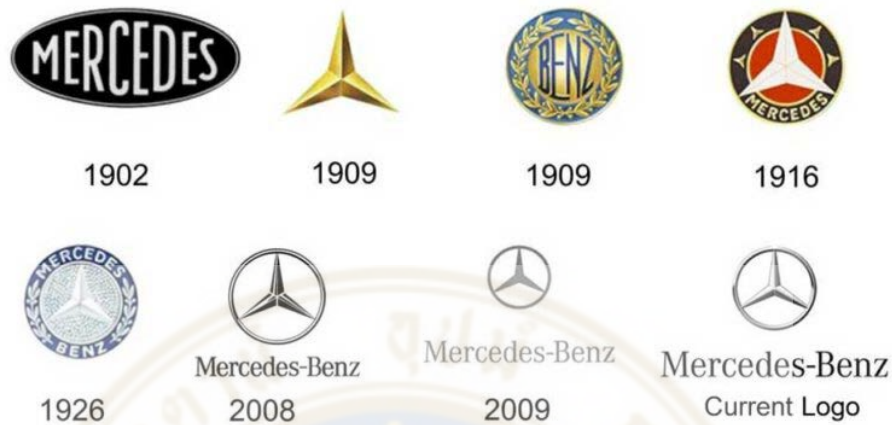 MERCEDES
BENZ
MERCEDES
1902
1909
1909
1916
MERCEDES
BENZ
Mercedes-Benz
Mercedes-Benz
Mercedes-Benz
1926
2008
2009
Current Logo